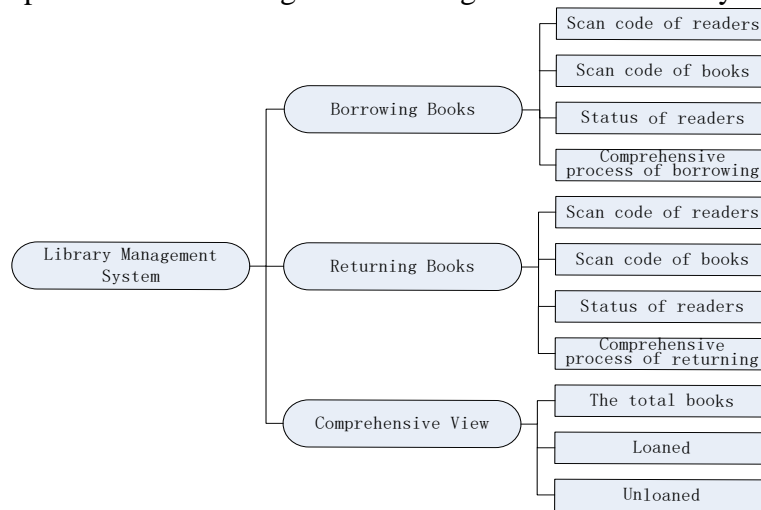 Scan code of readers
Scan code of books
Borrowing Books
Status of readers
Comprehensive
process of borrowing
Scan code of readers
Library Management
System
Scan code of books
Returning Books
Status of readers
Comprehensive
process of returning
The total books
Comprehensive View
Loaned
Unloaned